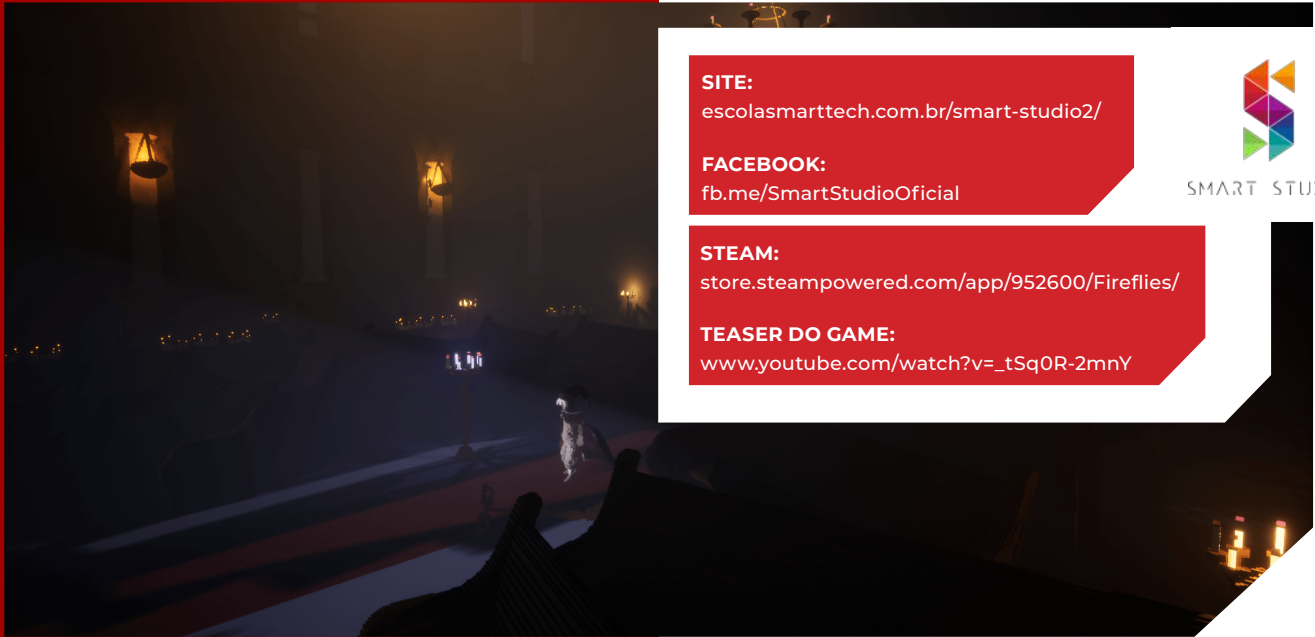 SITE:
escolasmarttech.com.br/smart-studio2/
FACEBOOK:
fb.me/SmartStudioOficial
SMART STU
STEAM:
store.steampowered.com/app/952600/Fireflies/
TEASER DO GAME:
www.youtube.com/watch?v=_tSq0R-2mnY